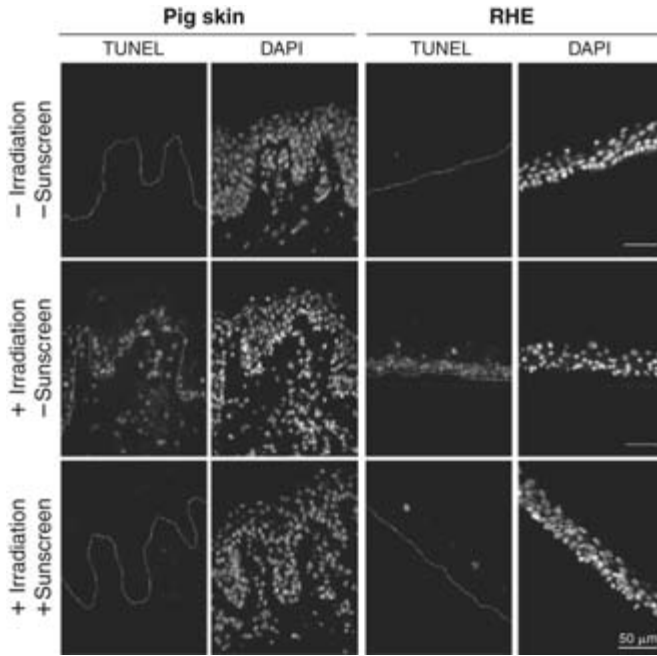 Pig skin RHE
TUNEL DAPI TUNEL DAPI
− Irradiation
− Sunscreen
+ Irradiation
− Sunscreen
+ Irradiation
+ Sunscreen
50 μm